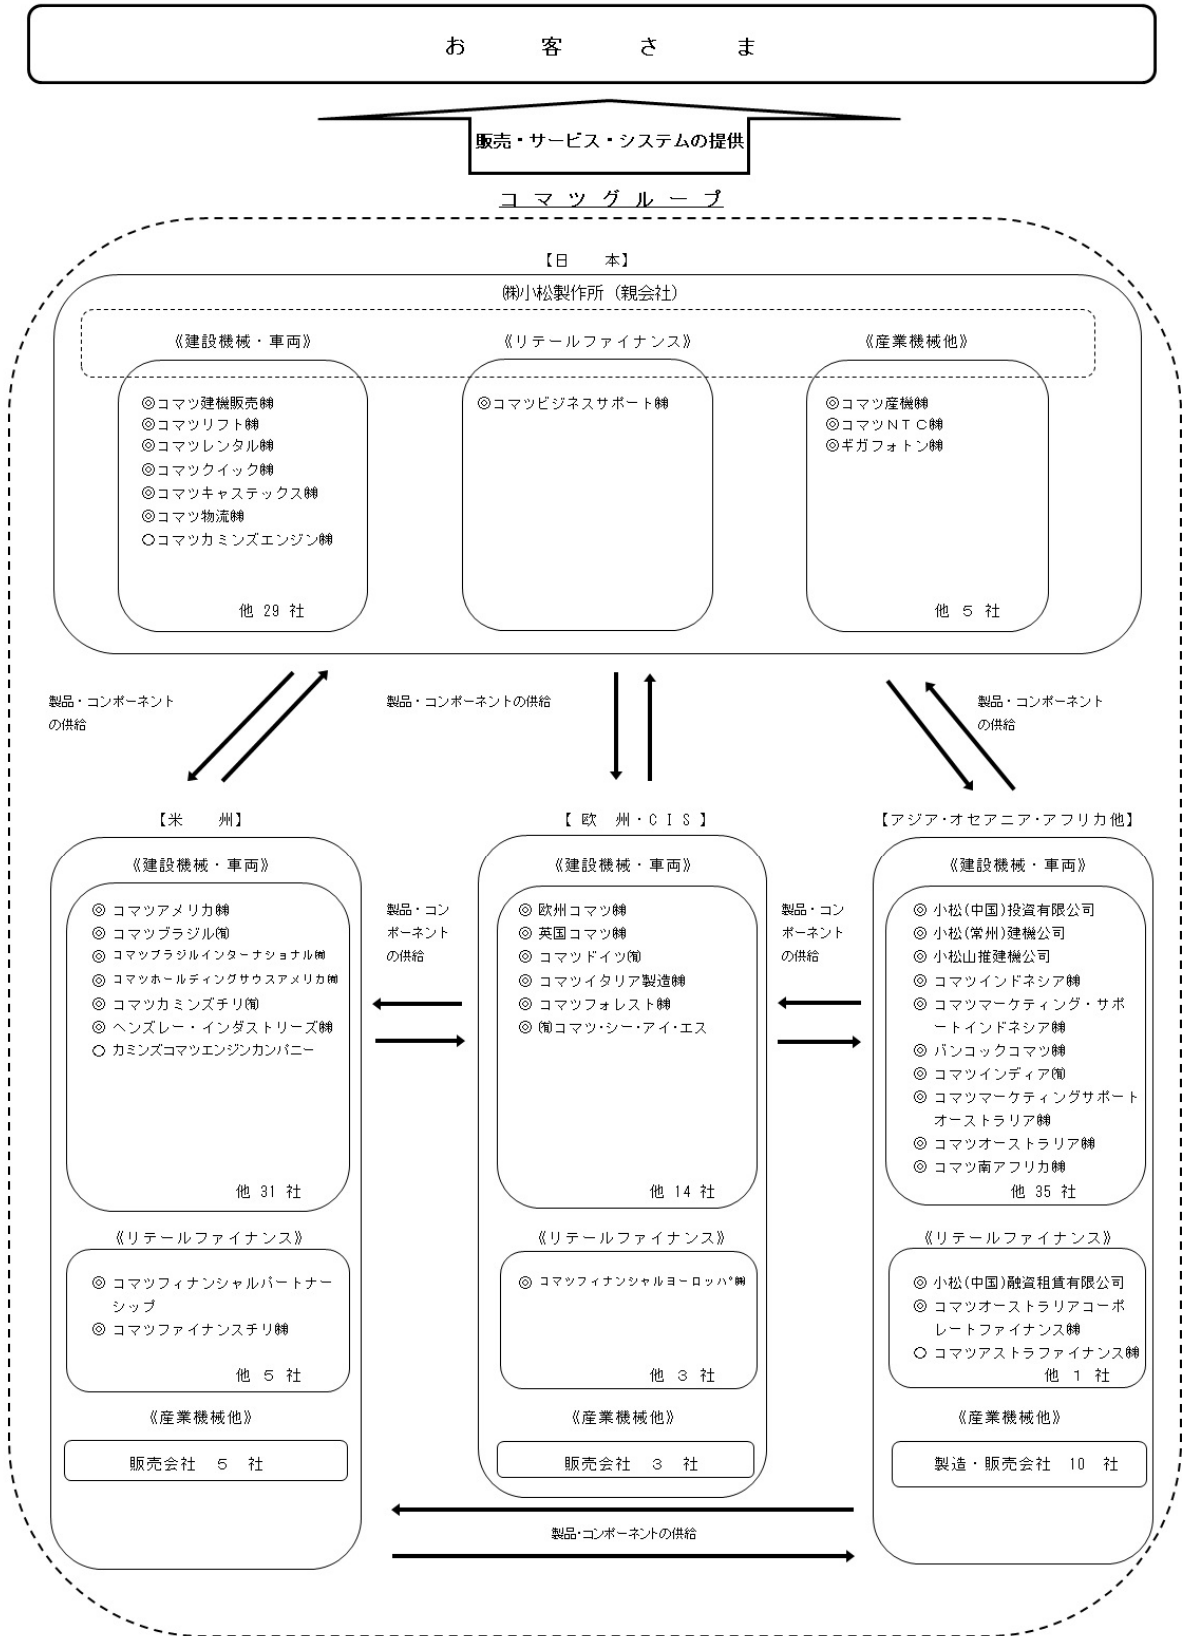 お客さま
販売・サービス・システムの提供
コマツグループ
【日　本】
㈱小松製作所（親会社）
《建設機械・車両》
◎コマツ建機販売㈱
◎コマツリフト㈱
◎コマツレンタル㈱
◎コマツクイック㈱
◎コマツキャステックス㈱
◎コマツ物流㈱
○コマツカミンズエンジン㈱
他 29 社
《リテールファイナンス》
◎コマツビジネスサポート㈱
《産業機械他》
◎コマツ産機㈱
◎コマツＮＴＣ㈱
◎ギガフォトン㈱
他 5 社
製品・コンポーネント
の供給
製品・コンポーネントの供給
製品・コンポーネント
の供給
【米　州】
《建設機械・車両》
◎ コマツアメリカ㈱
◎ コマツブラジル㈲
◎ コマツブラジルインターナショナル㈱
◎ コマツホールディングサウスアメリカ㈱
◎ コマツカミンズチリ㈲
◎ ヘンズレー・インダストリーズ㈱
○ カミンズコマツエンジンカンパニー
他 31 社
《リテールファイナンス》
◎ コマツフィナンシャルパートナー
シップ
◎ コマツファイナンスチリ㈱
他 5 社
《産業機械他》
販売会社 5 社
製品・コン
ポーネント
の供給
【欧　州・ＣＩＳ】
《建設機械・車両》
◎ 欧州コマツ㈱
◎ 英国コマツ㈱
◎ コマツドイツ㈲
◎ コマツイタリア製造㈱
◎ コマツフォレスト㈱
◎ ㈲コマツ・シー・アイ・エス
他 14 社
《リテールファイナンス》
◎ コマツフィナンシャルヨーロッパ㈱
他 3 社
《産業機械他》
販売会社 3 社
製品・コン
ポーネント
の供給
【アジア・オセアニア・アフリカ他】
《建設機械・車両》
◎ 小松(中国)投資有限公司
◎ 小松(常州)建機公司
◎ 小松山推建機公司
◎ コマツインドネシア㈱
◎ コマツマーケティング・サポ
ートインドネシア㈱
◎ バンコックコマツ㈱
◎ コマツインディア㈲
◎ コマツマーケティングサポート
オーストラリア㈱
◎ コマツオーストラリア㈱
◎ コマツ南アフリカ㈱
他 35 社
《リテールファイナンス》
◎ 小松(中国)融資租賃有限公司
◎ コマツオーストラリアコーポ
レートファイナンス㈱
○ コマツアストラファイナンス㈱
他 1 社
《産業機械他》
製造・販売会社 10 社
製品・コンポーネントの供給